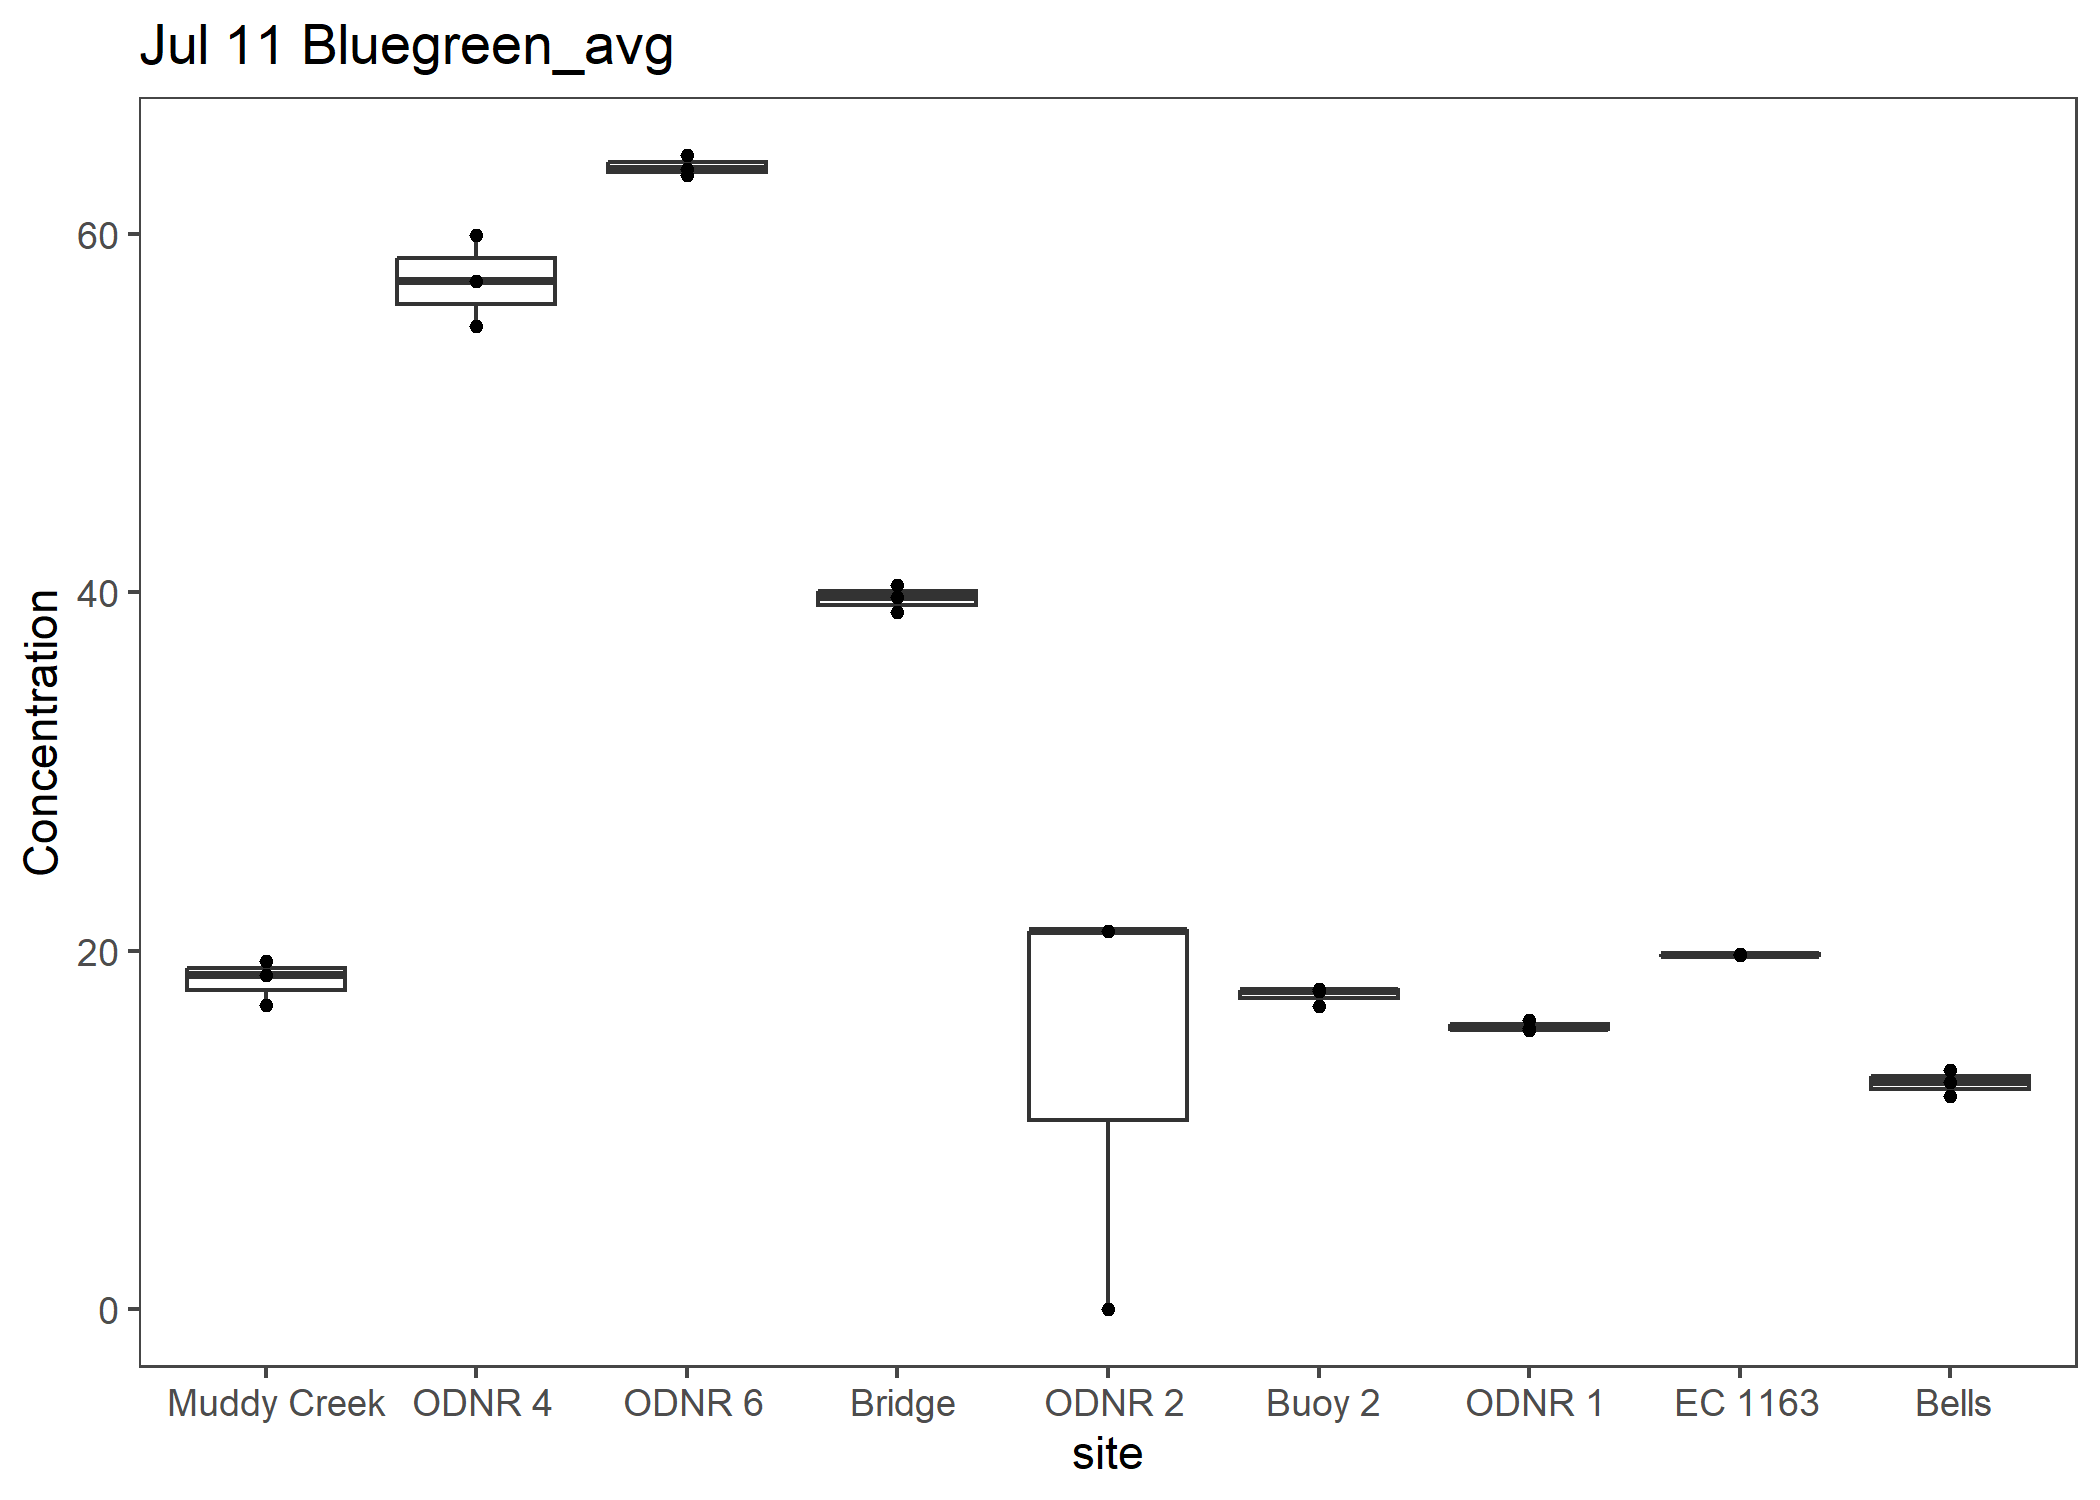 Jul 11 Bluegreen_avg
Concentration
60
40
20
0
Muddy Creek ODNR 4 ODNR 6 Bridge ODNR 2 Buoy 2 ODNR 1 EC 1163 Bells
site